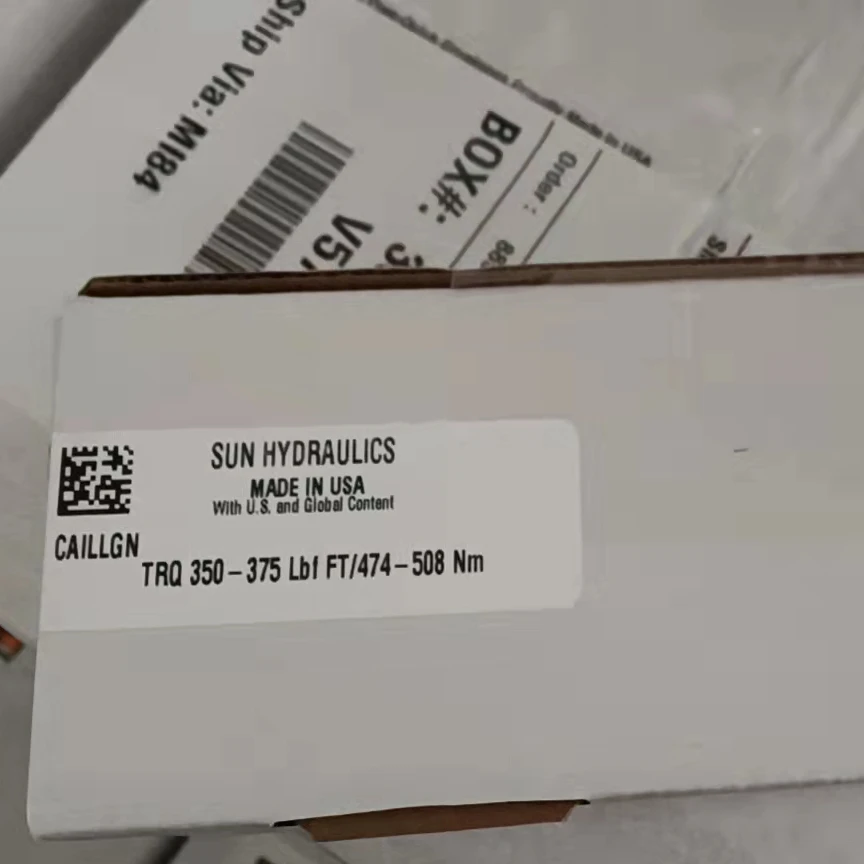 Ship Via: MI84
BOX#:
Order :
SUN HYDRAULICS
MADE IN USA
With U.S. and Global Content
CAILLGN
TRQ 350-375 Lbf FT/474-508 Nm